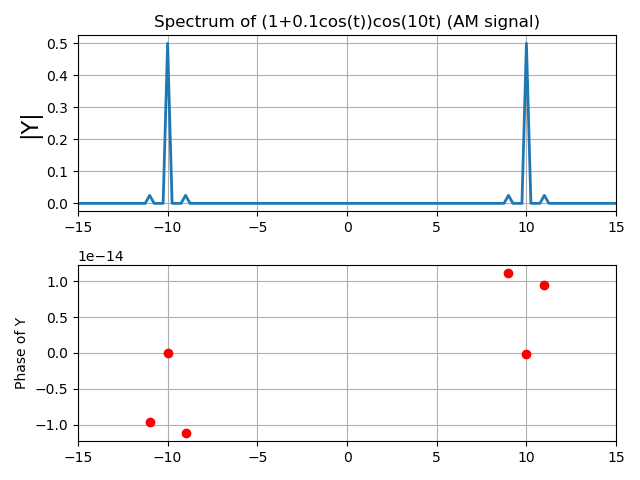 Spectrum of (1+0.1cos(t))cos(10t) (AM signal)
0.5
0.4
0.3
0.2
0.1
0.0
|Y|
−15 −10 −5 0 5 10 15
1e−14
1.0
0.5
0.0
−0.5
−1.0
Phase of Y
−15 −10 −5 0 5 10 15